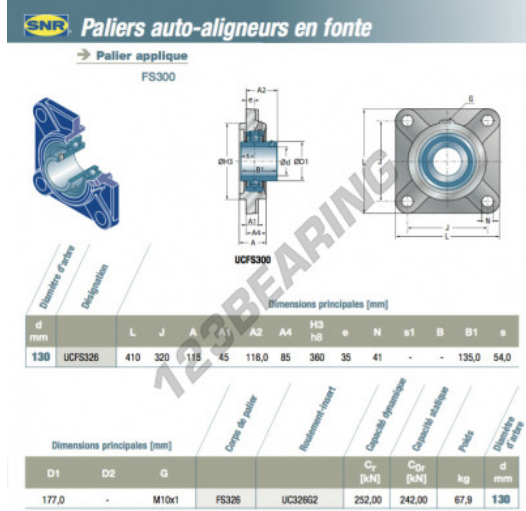 SNR Paliers auto-aligneurs en fonte
Palier applique
FS300
A2
e
G
ØH3
s
B1
Ød
ØD1
L
J
N
A1
A4
A
J
L
UCFS300
123BEARING
Diamètre d'arbre
Désignation
Dimensions principales [mm]
d mm L J A A1 A2 A4 H3 h8 e N s1 B B1 s
130 UCFS326 410 320 115 45 116,0 85 360 35 41 - - 135,0 54,0
Dimensions principales [mm]
Corps de palier
Roulement-insert
Capacité dynamique
Capacité statique
Poids
Diamètre d'arbre
D1 D2 G Cr [kN] C0r [kN] kg d mm
177,0 - M10x1 FS326 UC326G2 252,00 242,00 67,9 130